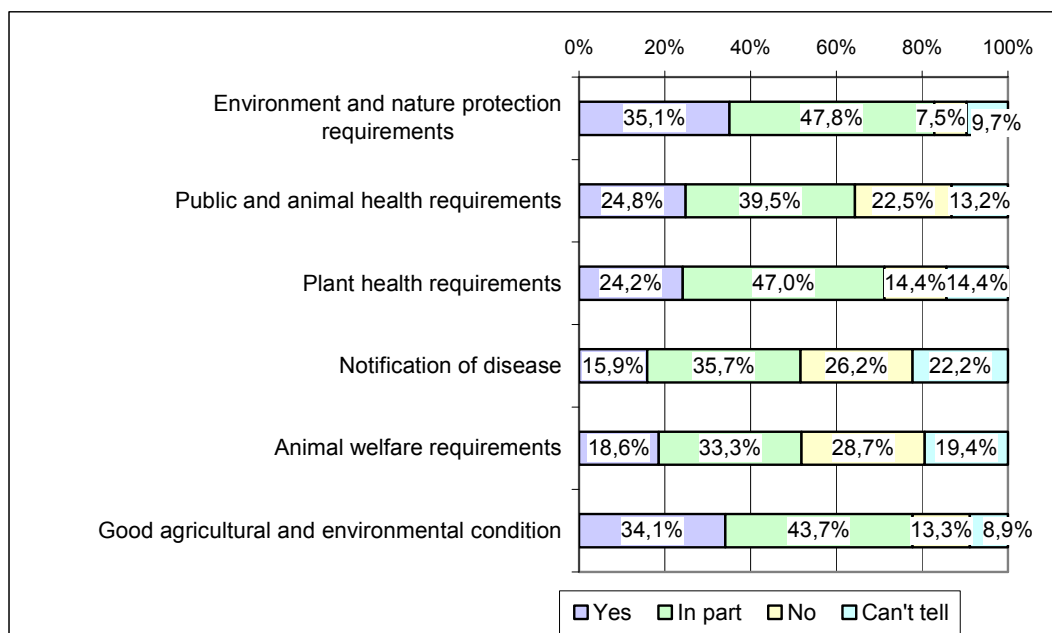 0% 20% 40% 60% 80% 100%
Environment and nature protection
requirements
35,1% 47,8% 7,5% 9,7%
Public and animal health requirements
24,8% 39,5% 22,5% 13,2%
Plant health requirements
24,2% 47,0% 14,4% 14,4%
Notification of disease
15,9% 35,7% 26,2% 22,2%
Animal welfare requirements
18,6% 33,3% 28,7% 19,4%
Good agricultural and environmental condition
34,1% 43,7% 13,3% 8,9%
Yes In part No Can't tell